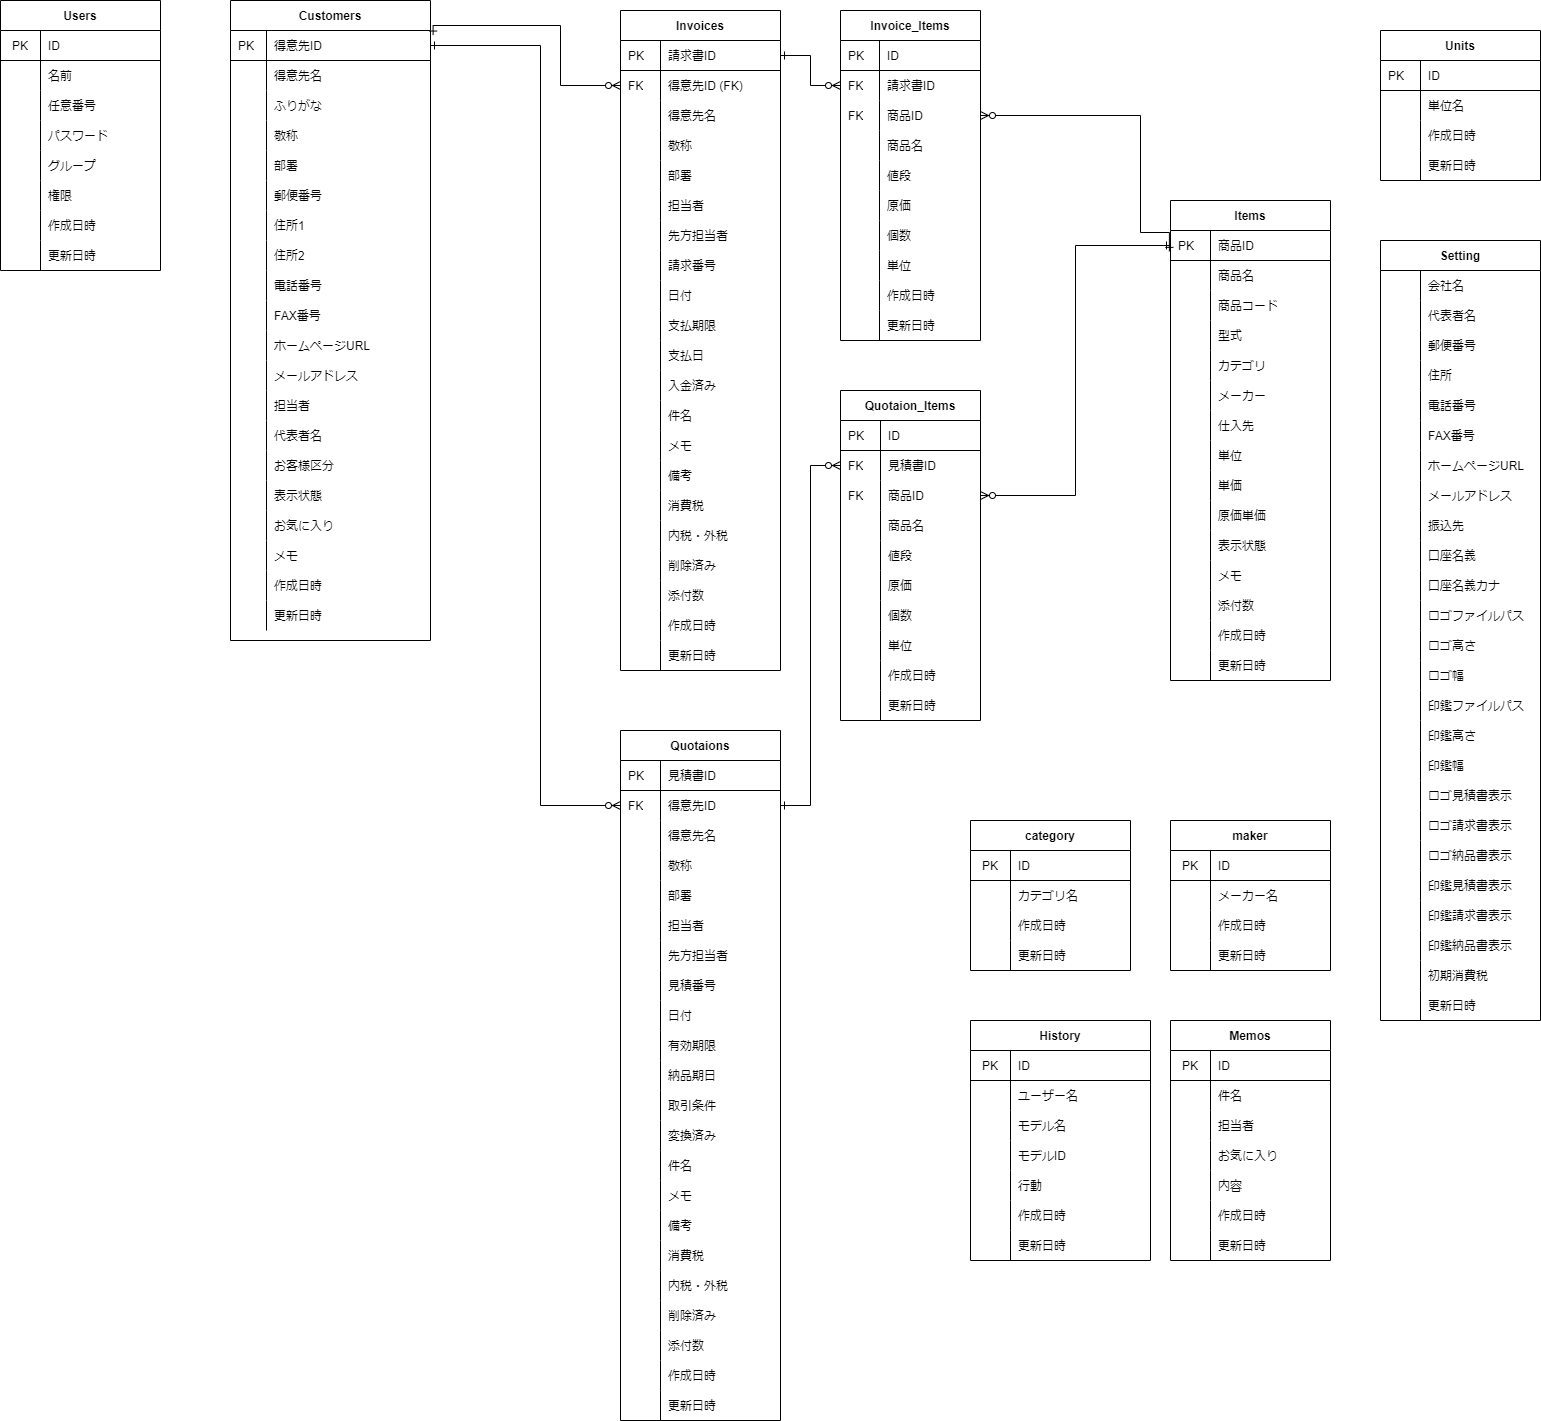 Users
PK ID
名前
任意番号
パスワード
グループ
権限
作成日時
更新日時
Customers
PK 得意先ID
得意先名
ふりがな
敬称
部署
郵便番号
住所1
住所2
電話番号
FAX番号
ホームページURL
メールアドレス
担当者
代表者名
お客様区分
表示状態
お気に入り
メモ
作成日時
更新日時
Invoices
PK 請求書ID
FK 得意先ID (FK)
得意先名
敬称
部署
担当者
先方担当者
請求番号
日付
支払期限
支払日
入金済み
件名
メモ
備考
消費税
内税・外税
削除済み
添付数
作成日時
更新日時
Quotaions
PK 見積書ID
FK 得意先ID
得意先名
敬称
部署
担当者
先方担当者
見積番号
日付
有効期限
納品期日
取引条件
変換済み
件名
メモ
備考
消費税
内税・外税
削除済み
添付数
作成日時
更新日時
Invoice_Items
PK ID
FK 請求書ID
FK 商品ID
商品名
値段
原価
個数
単位
作成日時
更新日時
Quotaion_Items
PK ID
FK 見積書ID
FK 商品ID
商品名
値段
原価
個数
単位
作成日時
更新日時
Items
PK 商品ID
商品名
商品コード
型式
カテゴリ
メーカー
仕入先
単位
単価
原価単価
表示状態
メモ
添付数
作成日時
更新日時
category
PK ID
カテゴリ名
作成日時
更新日時
maker
PK ID
メーカー名
作成日時
更新日時
History
PK ID
ユーザー名
モデル名
モデルID
行動
作成日時
更新日時
Memos
PK ID
件名
担当者
お気に入り
内容
作成日時
更新日時
Units
PK ID
単位名
作成日時
更新日時
Setting
会社名
代表者名
郵便番号
住所
電話番号
FAX番号
ホームページURL
メールアドレス
振込先
口座名義
口座名義カナ
ロゴファイルパス
ロゴ高さ
ロゴ幅
印鑑ファイルパス
印鑑高さ
印鑑幅
ロゴ見積書表示
ロゴ請求書表示
ロゴ納品書表示
印鑑見積書表示
印鑑請求書表示
印鑑納品書表示
初期消費税
更新日時